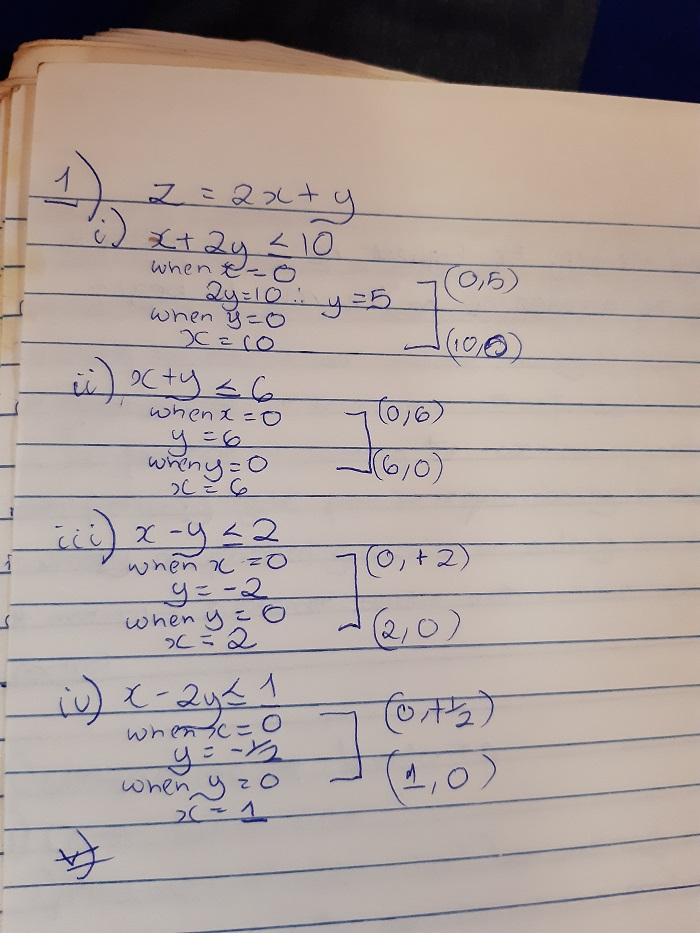 1) z = 2x + y
i) x + 2y ≤ 10
when x = 0
2y = 10 ∴ y = 5 (0,5)
when y = 0
x = 10 (10,0)
ii) x + y ≤ 6
when x = 0 (0,6)
y = 6
when y = 0 (6,0)
x = 6
iii) x - y ≤ 2
when x = 0 (0, +2)
y = -2
when y = 0
x = 2 (2,0)
iv) x - 2y ≤ 1
when x = 0 (0, +1/2)
y = -1/2
when y = 0 (1,0)
x = 1
v)